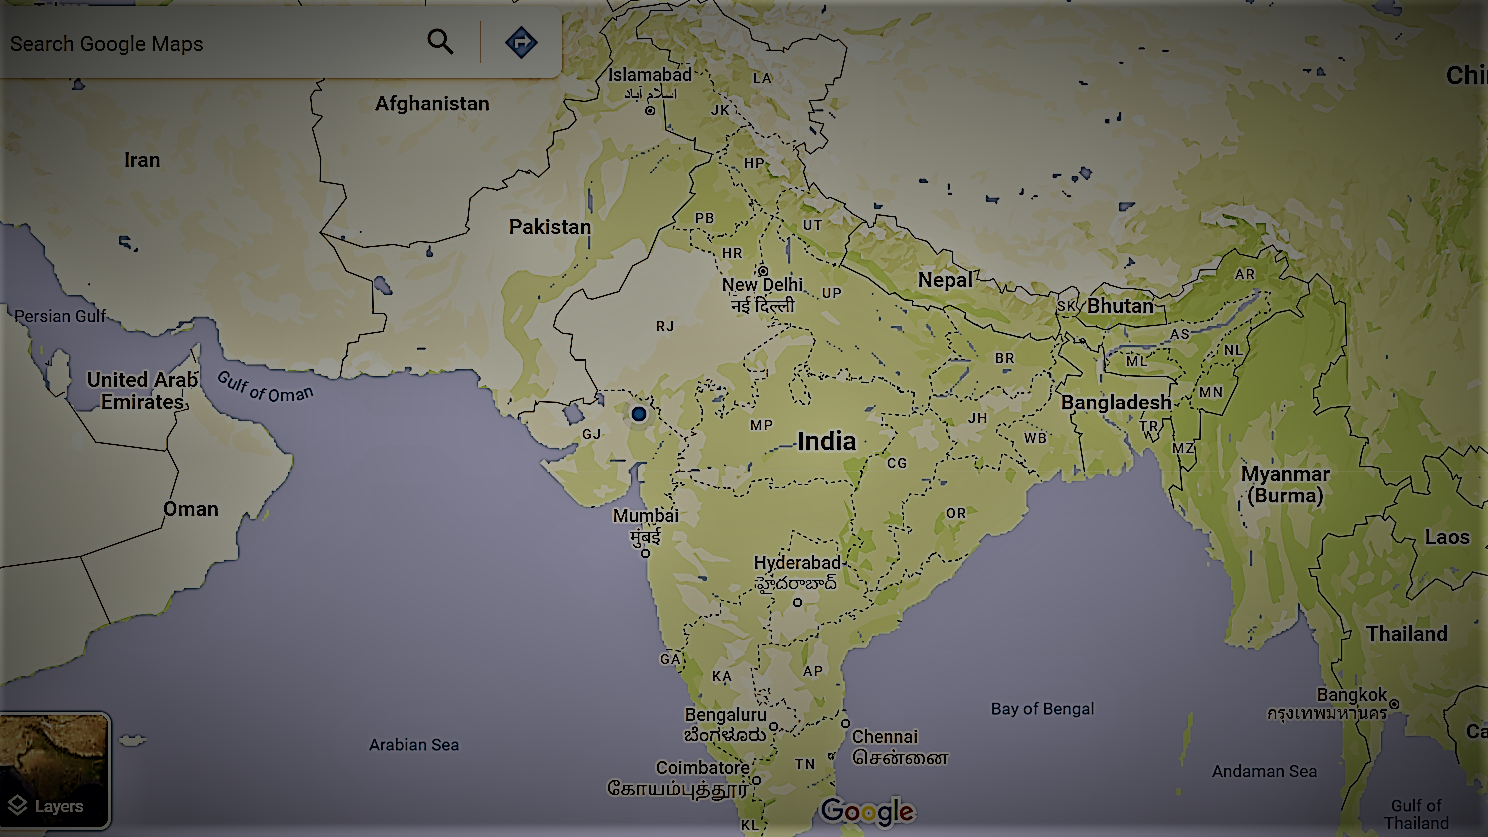 Search Google Maps
Islamabad
اسلام آباد
LA
Chi
Afghanistan
JK
Iran
HP
PB
Pakistan
UT
HR
AR
Nepal
New Delhi
नई दिल्ली
UP
SK
Bhutan
Persian Gulf
RJ
AS
NL
BR
ML
United Arab
Emirates
Gulf of Oman
MN
Bangladesh
JH
MP
TR
GJ
India
WB
MZ
CG
Myanmar
(Burma)
Oman
OR
Mumbai
मुंबई
Laos
Hyderabad
హైదరాబాద్
Thailand
GA
AP
KA
Bangkok
กรุงเทพมหานคร
Bay of Bengal
Bengaluru
ಬೆಂಗಳೂರು
Chennai
சென்னை
Ca
Arabian Sea
TN
Coimbatore
கோயம்புத்தூர்
Andaman Sea
Layers
Google
Gulf of
Thailand
KL